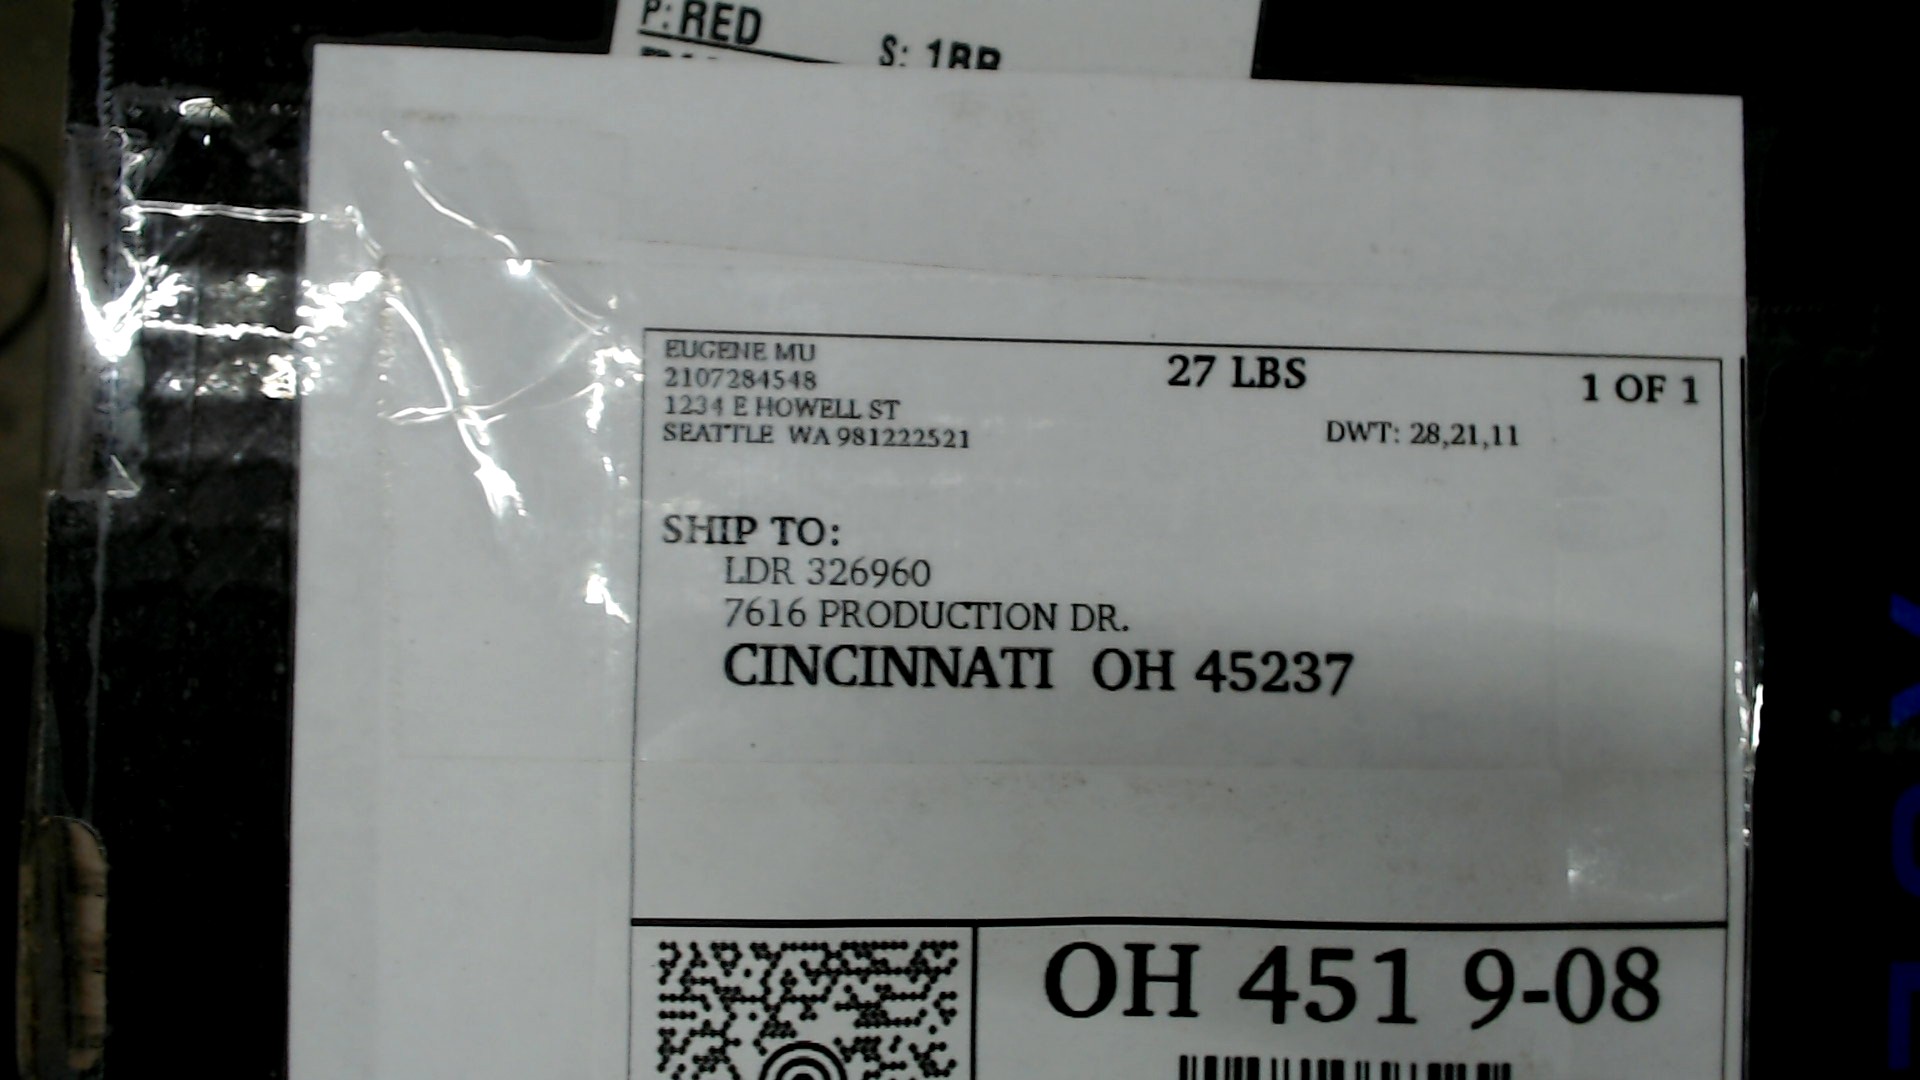 P: RED
S: 1
EUGENE MU
2107284548
1234 E HOWELL ST
SEATTLE WA 981222521
27 LBS
1 OF 1
DWT: 28,21,11
SHIP TO:
LDR 326960
7616 PRODUCTION DR.
CINCINNATI OH 45237
OH 451 9-08